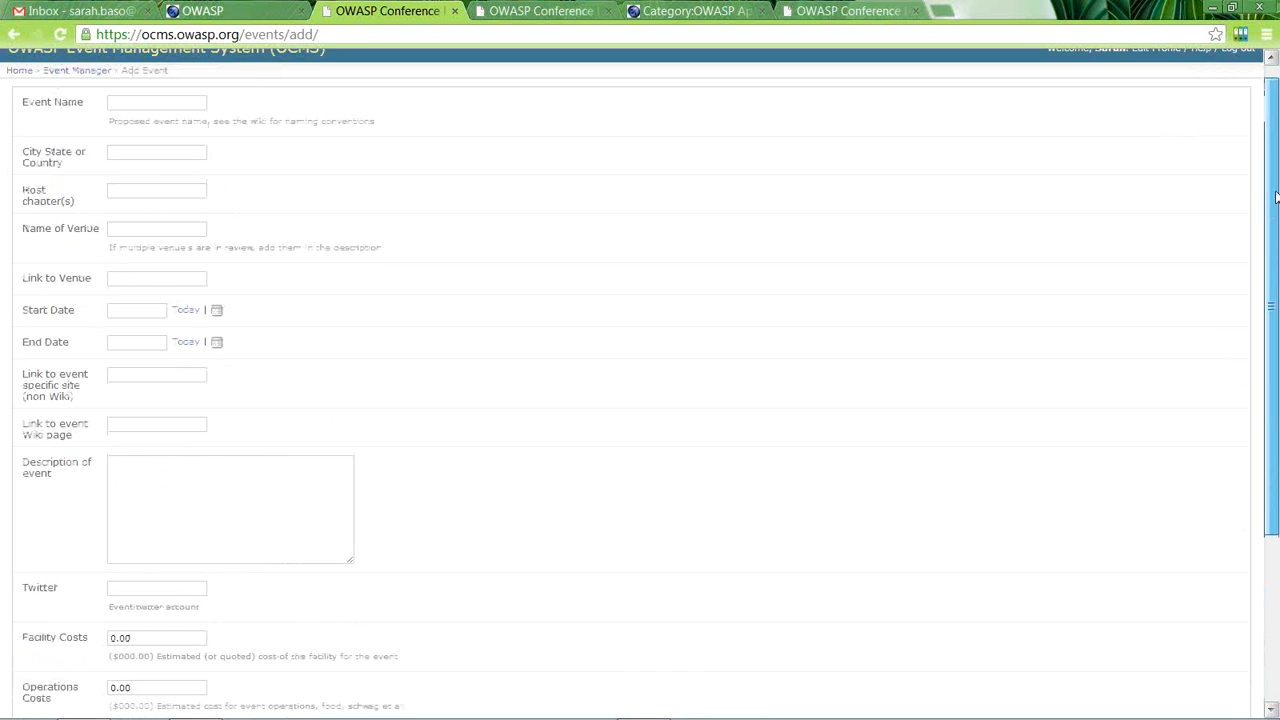 Inbox - sarah.baso@
OWASP
OWASP Conference
OWASP Conference
Category:OWASP Ap
OWASP Conference
https://ocms.owasp.org/events/add/
OWASP Event Management System (OCMS)
Welcome, Sarah. Edit Profile / Help / Log out
Home › Event Manager › Add Event
Event Name
Proposed event name, see the wiki for naming conventions
City State or
Country
Host
chapter(s)
Name of Venue
If multiple venue's are in review, add them in the description
Link to Venue
Start Date
Today |
End Date
Today |
Link to event
specific site
(non Wiki)
Link to event
Wiki page
Description of
event
Twitter
Event twitter account
Facility Costs
0.00
($000.00) Estimated (or quoted) cost of the facility for the event
Operations
Costs
0.00
($000.00) Estimated cost for event operations, food, schwag et al